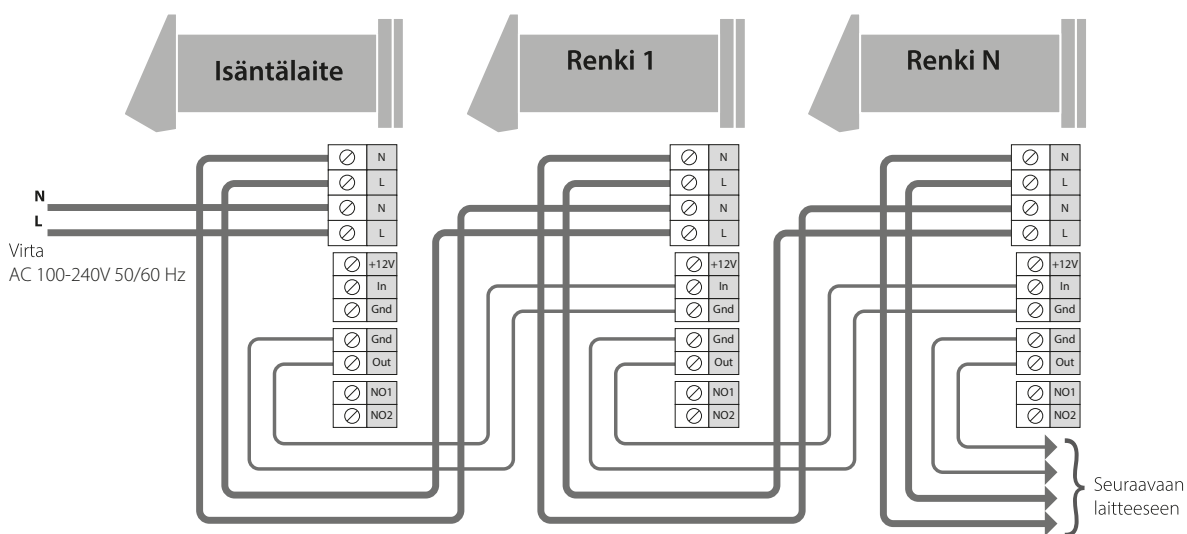 Isäntälaite
Renki 1
Renki N
N
L
Virta
AC 100-240V 50/60 Hz
N
L
N
L
+12V
In
Gnd
Gnd
Out
NO1
NO2
N
L
N
L
+12V
In
Gnd
Gnd
Out
NO1
NO2
N
L
N
L
+12V
In
Gnd
Gnd
Out
NO1
NO2
Seuraavaan
laitteeseen